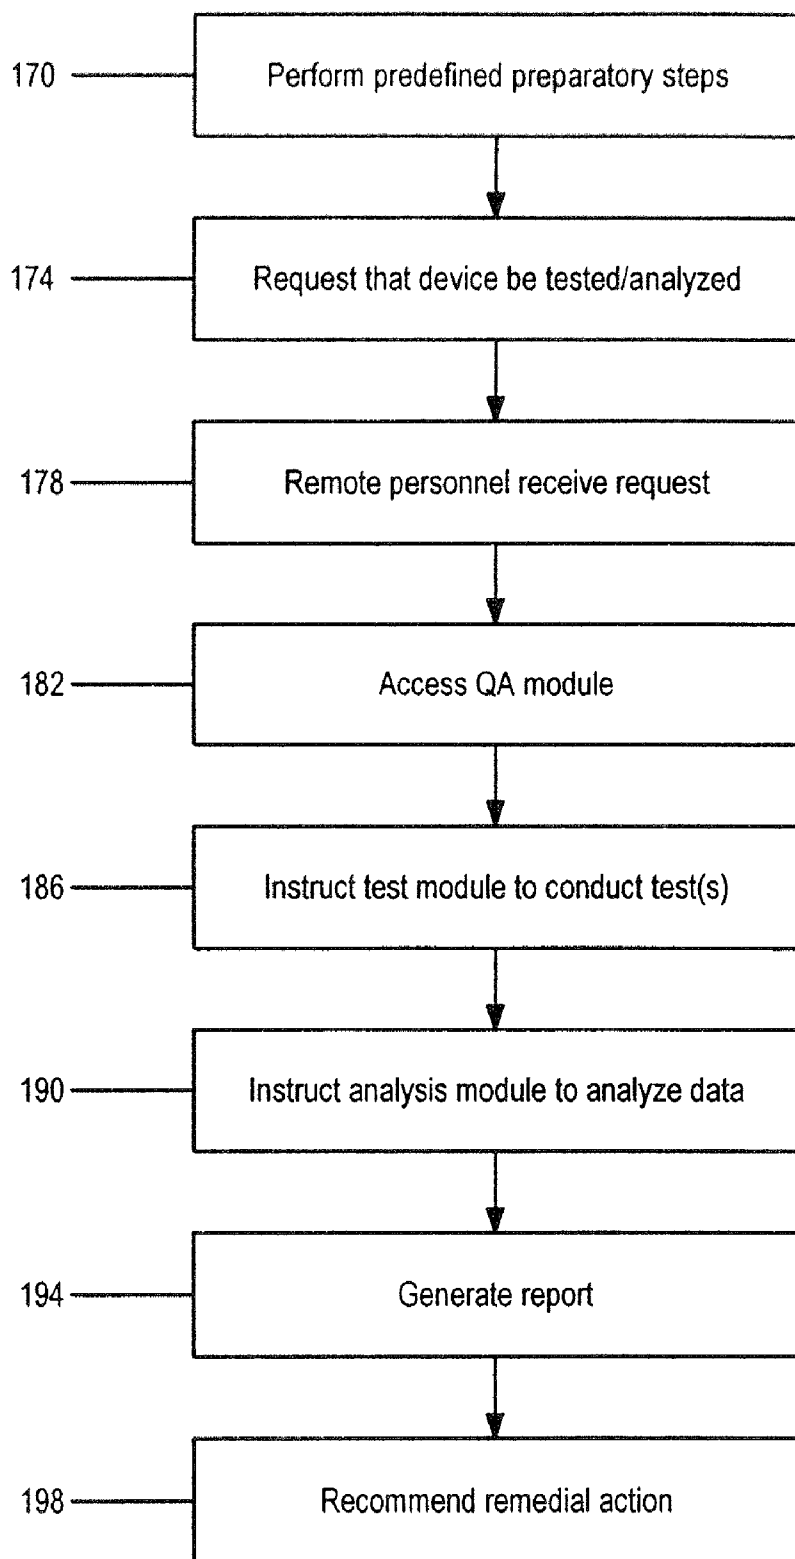 170 Perform predefined preparatory steps
174 Request that device be tested/analyzed
178 Remote personnel receive request
182 Access QA module
186 Instruct test module to conduct test(s)
190 Instruct analysis module to analyze data
194 Generate report
198 Recommend remedial action